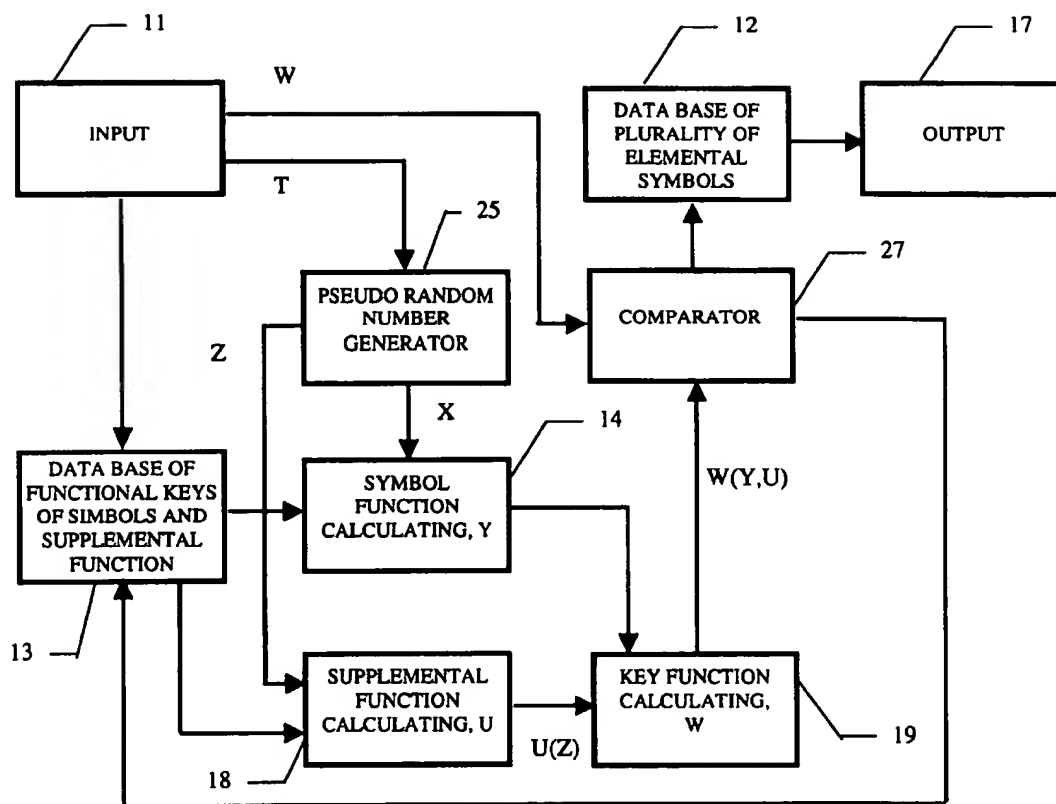 11
12
17
W
INPUT
DATA BASE OF
PLURALITY OF
ELEMENTAL
SYMBOLS
OUTPUT
T
25
27
PSEUDO RANDOM
NUMBER
GENERATOR
COMPARATOR
Z
X
14
DATA BASE OF
FUNCTIONAL KEYS
OF SIMBOLS AND
SUPPLEMENTAL
FUNCTION
SYMBOL
FUNCTION
CALCULATING, Y
W(Y,U)
13
SUPPLEMENTAL
FUNCTION
CALCULATING, U
KEY FUNCTION
CALCULATING,
W
U(Z)
19
18